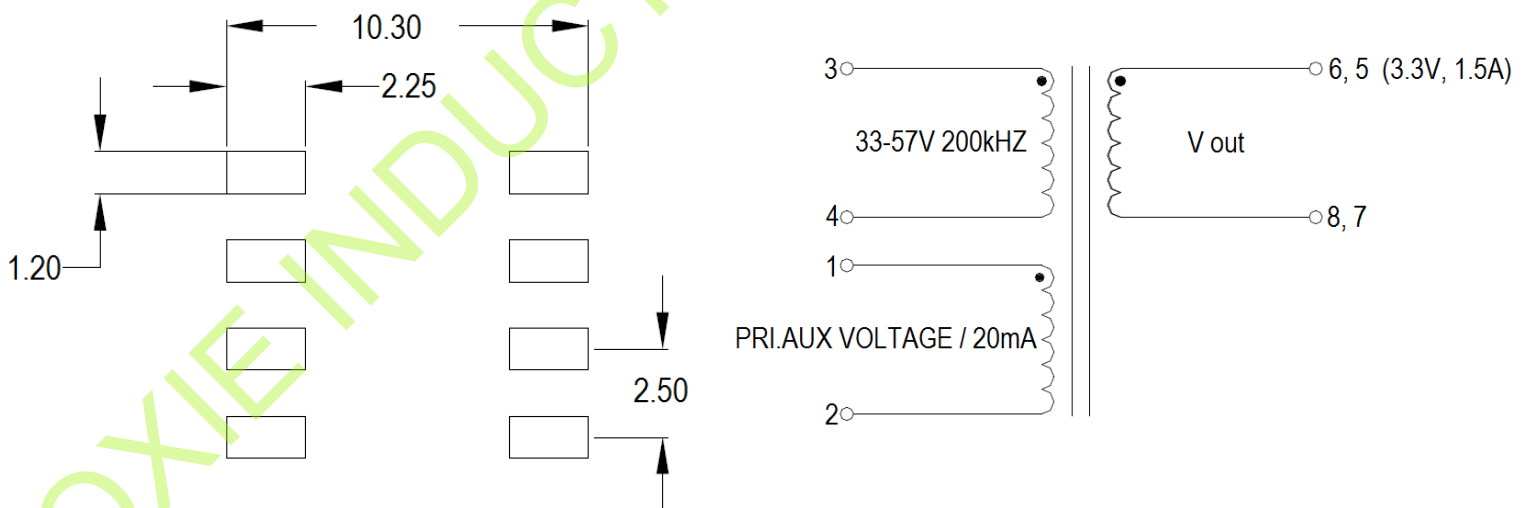 10.30
2.25
1.20
2.50
3
33-57V 200kHZ
4
1
PRI.AUX VOLTAGE / 20mA
2
6, 5 (3.3V, 1.5A)
V out
8, 7
OXIE INDUCT